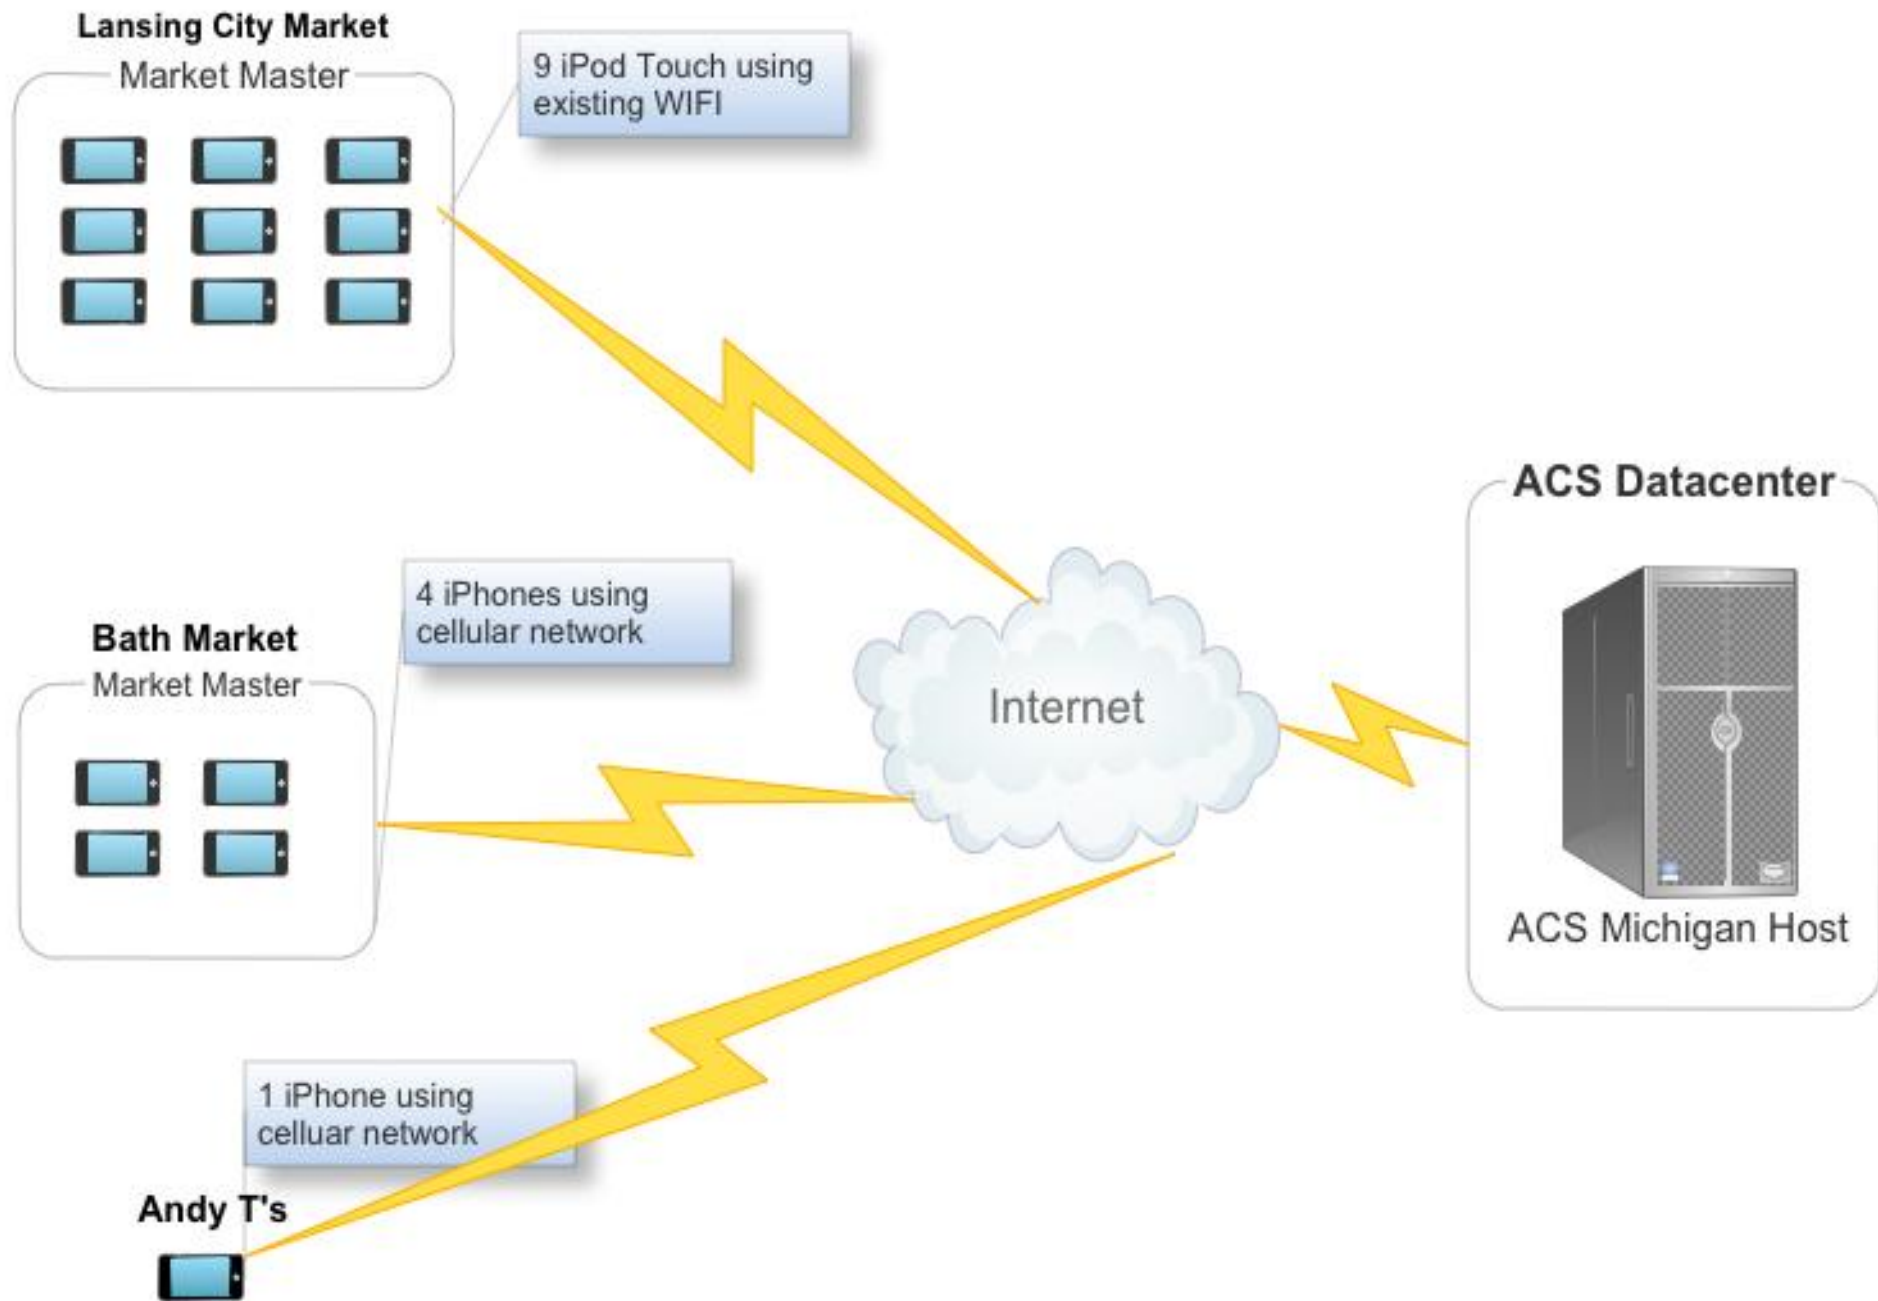 Lansing City Market
Market Master
9 iPod Touch using
existing WIFI
4 iPhones using
cellular network
Bath Market
Market Master
Internet
ACS Datacenter
ACS Michigan Host
1 iPhone using
celluar network
Andy T's